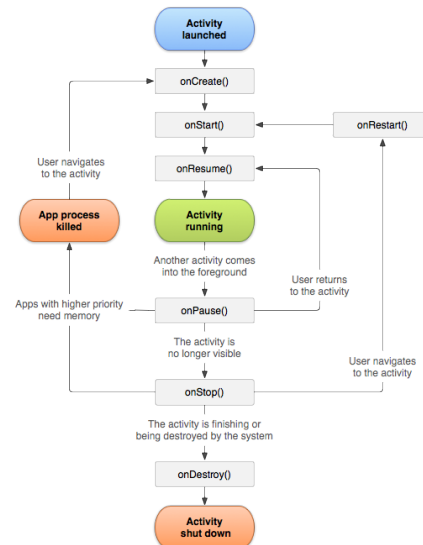 Activity
launched
onCreate()
onStart()
onRestart()
User navigates
to the activity
onResume()
App process
killed
Activity
running
Another activity comes
into the foreground
User returns
to the activity
Apps with higher priority
need memory
onPause()
The activity is
no longer visible
User navigates
to the activity
onStop()
The activity is finishing or
being destroyed by the system
onDestroy()
Activity
shut down